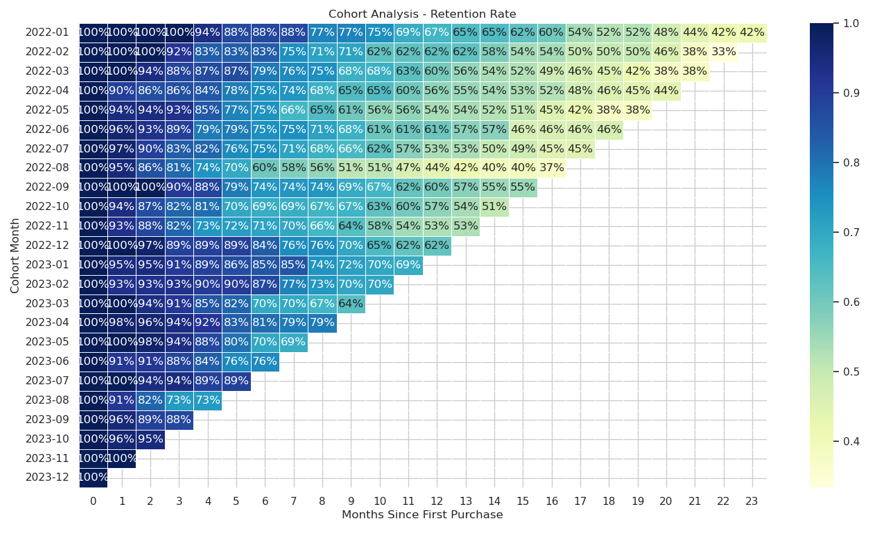 Cohort Analysis - Retention Rate
2022-01 100% 100% 100% 100% 94% 88% 88% 88% 77% 77% 75% 69% 67% 65% 65% 62% 60% 54% 52% 52% 48% 44% 42% 42% 1.0
2022-02 100% 100% 100% 92% 83% 83% 83% 75% 71% 71% 62% 62% 62% 62% 58% 54% 54% 50% 50% 50% 46% 38% 33%
2022-03 100% 100% 94% 88% 87% 87% 79% 76% 75% 68% 68% 63% 60% 56% 54% 52% 49% 46% 45% 42% 38% 38%
2022-04 100% 90% 86% 86% 84% 78% 75% 74% 68% 65% 65% 60% 56% 55% 54% 53% 52% 48% 46% 45% 44%
0.9
2022-05 100% 94% 94% 93% 85% 77% 75% 66% 65% 61% 56% 56% 54% 54% 52% 51% 45% 42% 38% 38%
2022-06 100% 96% 93% 89% 79% 79% 75% 75% 71% 68% 61% 61% 61% 57% 57% 46% 46% 46% 46%
2022-07 100% 97% 90% 83% 82% 76% 75% 71% 68% 66% 62% 57% 53% 53% 50% 49% 45% 45%
2022-08 100% 95% 86% 81% 74% 70% 60% 58% 56% 51% 51% 47% 44% 42% 40% 40% 37% 0.8
2022-09 100% 100% 100% 90% 88% 79% 74% 74% 74% 69% 67% 62% 60% 57% 55% 55%
2022-10 100% 94% 87% 82% 81% 70% 69% 69% 67% 67% 63% 60% 57% 54% 51%
2022-11 100% 93% 88% 82% 73% 72% 71% 70% 66% 64% 58% 54% 53% 53%
0.7
2022-12 100% 100% 97% 89% 89% 89% 84% 76% 76% 70% 65% 62% 62%
2023-01 100% 95% 95% 91% 89% 86% 85% 85% 74% 72% 70% 69%
2023-02 100% 93% 93% 93% 90% 90% 87% 77% 73% 70% 70%
2023-03 100% 100% 94% 91% 85% 82% 70% 70% 67% 64% 0.6
2023-04 100% 98% 96% 94% 92% 83% 81% 79% 79%
2023-05 100% 100% 98% 94% 88% 80% 70% 69%
2023-06 100% 91% 91% 88% 84% 76% 76%
0.5
2023-07 100% 100% 94% 94% 89% 89%
2023-08 100% 91% 82% 73% 73%
2023-09 100% 96% 89% 88%
2023-10 100% 96% 95% 0.4
2023-11 100% 100%
2023-12 100%
0 1 2 3 4 5 6 7 8 9 10 11 12 13 14 15 16 17 18 19 20 21 22 23
Months Since First Purchase
Cohort Month